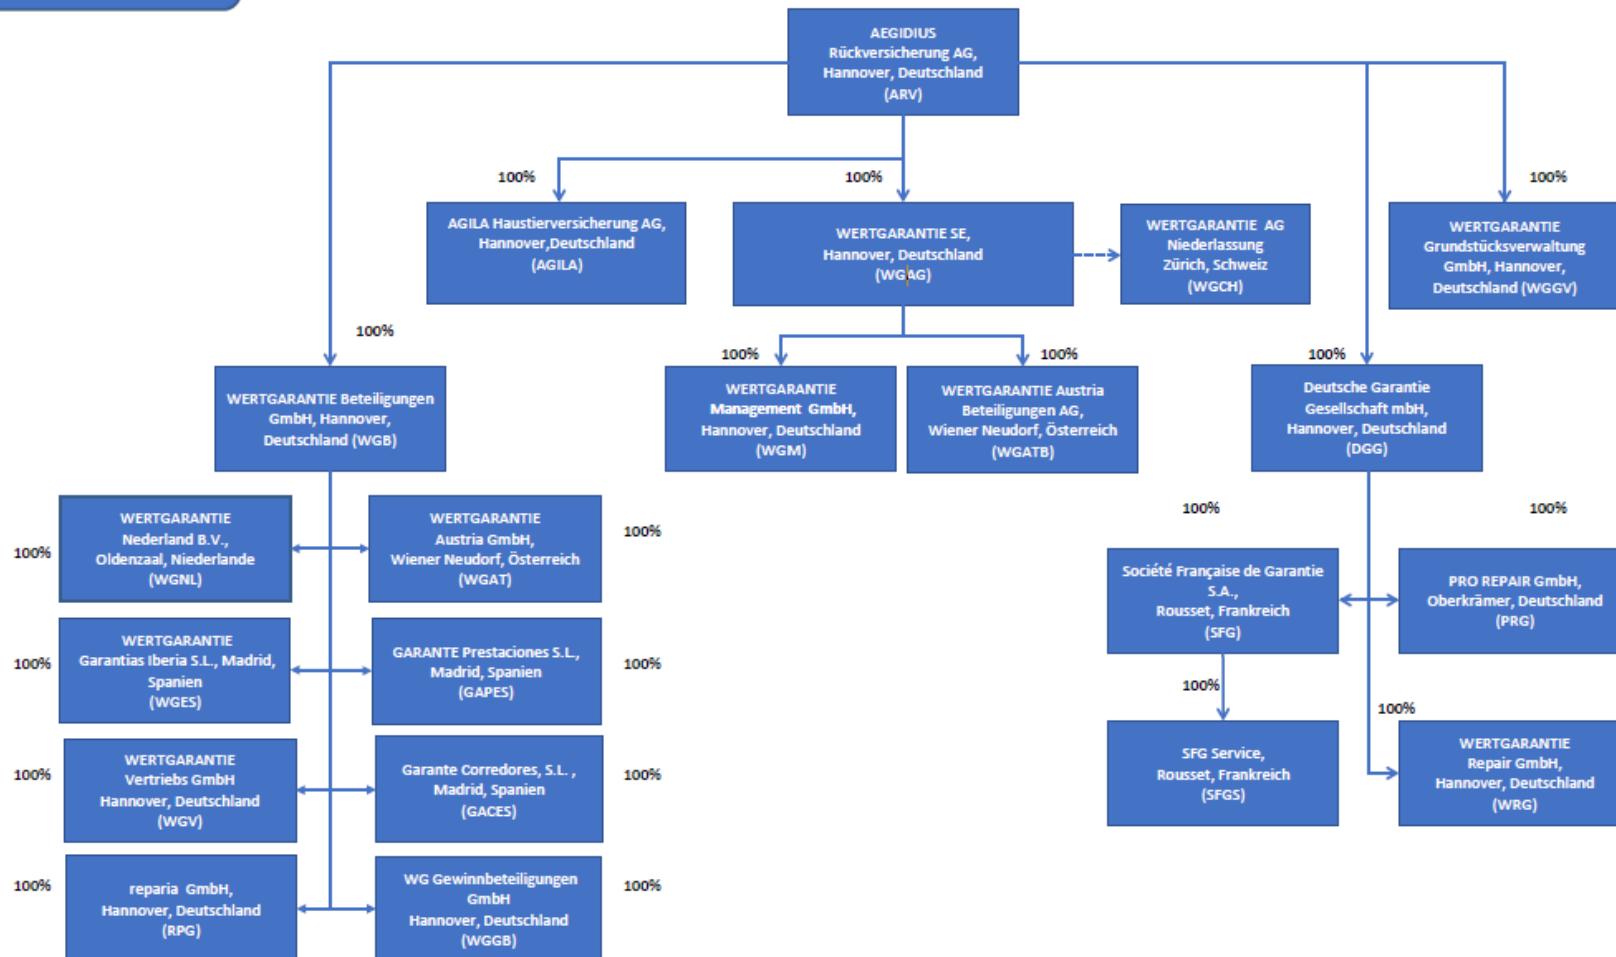 AEGIDIUS
Rückversicherung AG,
Hannover, Deutschland
(ARV)
100%
100%
100%
AGILA Haustierversicherung AG,
Hannover,Deutschland
(AGILA)
WERTGARANTIE SE,
Hannover, Deutschland
(WGAG)
WERTGARANTIE AG
Niederlassung
Zürich, Schweiz
(WGCH)
WERTGARANTIE
Grundstücksverwaltung
GmbH, Hannover,
Deutschland (WGGV)
100%
100%
100%
100%
WERTGARANTIE Beteiligungen
GmbH, Hannover,
Deutschland (WGB)
WERTGARANTIE
Management GmbH,
Hannover, Deutschland
(WGM)
WERTGARANTIE Austria
Beteiligungen AG,
Wiener Neudorf, Österreich
(WGATB)
Deutsche Garantie
Gesellschaft mbH,
Hannover, Deutschland
(DGG)
100%
WERTGARANTIE
Nederland B.V.,
Oldenzaal, Niederlande
(WGNL)
WERTGARANTIE
Austria GmbH,
Wiener Neudorf, Österreich
(WGAT)
100%
100%
100%
Société Française de Garantie
S.A.,
Rousset, Frankreich
(SFG)
PRO REPAIR GmbH,
Oberkrämer, Deutschland
(PRG)
100%
WERTGARANTIE
Garantias Iberia S.L., Madrid,
Spanien
(WGES)
GARANTE Prestaciones S.L.,
Madrid, Spanien
(GAPES)
100%
100%
100%
100%
WERTGARANTIE
Vertriebs GmbH
Hannover, Deutschland
(WGV)
Garante Corredores, S.L. ,
Madrid, Spanien
(GACES)
100%
SFG Service,
Rousset, Frankreich
(SFGS)
WERTGARANTIE
Repair GmbH,
Hannover, Deutschland
(WRG)
100%
reparia GmbH,
Hannover, Deutschland
(RPG)
WG Gewinnbeteiligungen
GmbH
Hannover, Deutschland
(WGGB)
100%